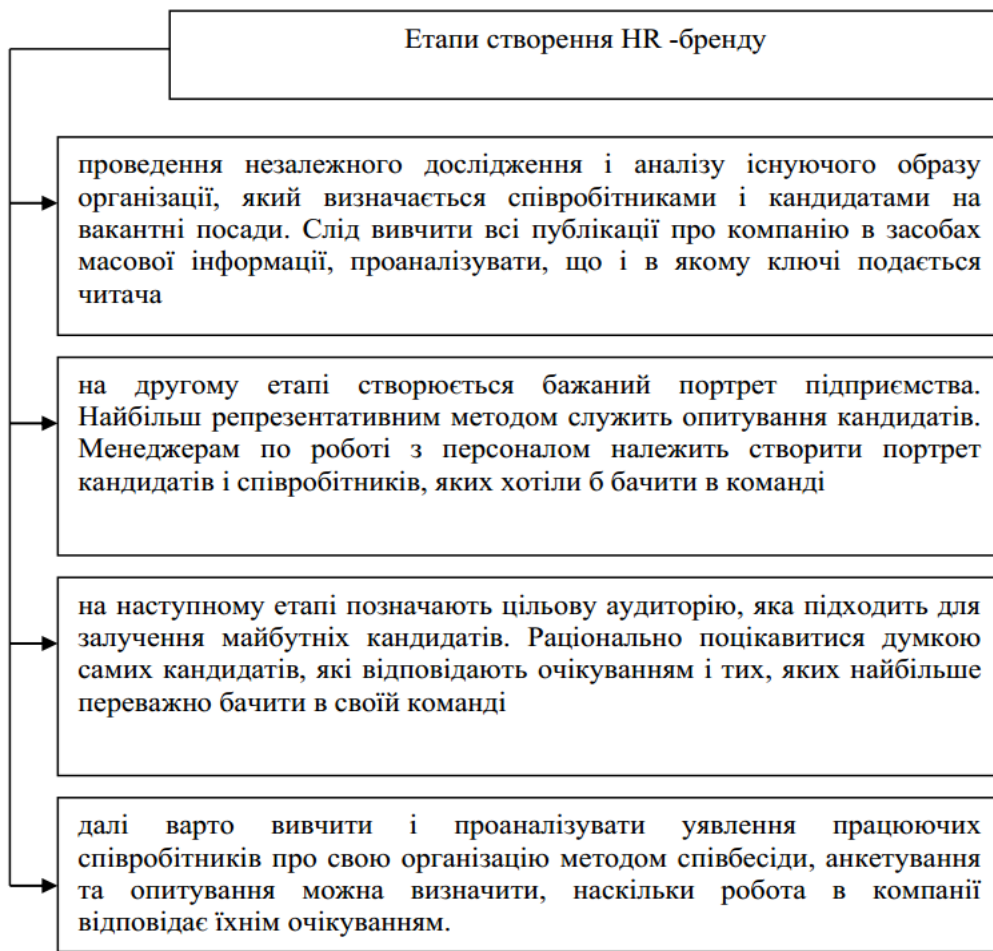 Етапи створення HR -бренду
проведення незалежного дослідження і аналізу існуючого образу
організації, який визначається співробітниками і кандидатами на
вакантні посади. Слід вивчити всі публікації про компанію в засобах
масової інформації, проаналізувати, що і в якому ключі подається
читача
на другому етапі створюється бажаний портрет підприємства.
Найбільш репрезентативним методом служить опитування кандидатів.
Менеджерам по роботі з персоналом належить створити портрет
кандидатів і співробітників, яких хотіли б бачити в команді
на наступному етапі позначають цільову аудиторію, яка підходить для
залучення майбутніх кандидатів. Раціонально поцікавитися думкою
самих кандидатів, які відповідають очікуванням і тих, яких найбільше
переважно бачити в своїй команді
далі варто вивчити і проаналізувати уявлення працюючих
співробітників про свою організацію методом співбесіди, анкетування
та опитування можна визначити, наскільки робота в компанії
відповідає їхнім очікуванням.